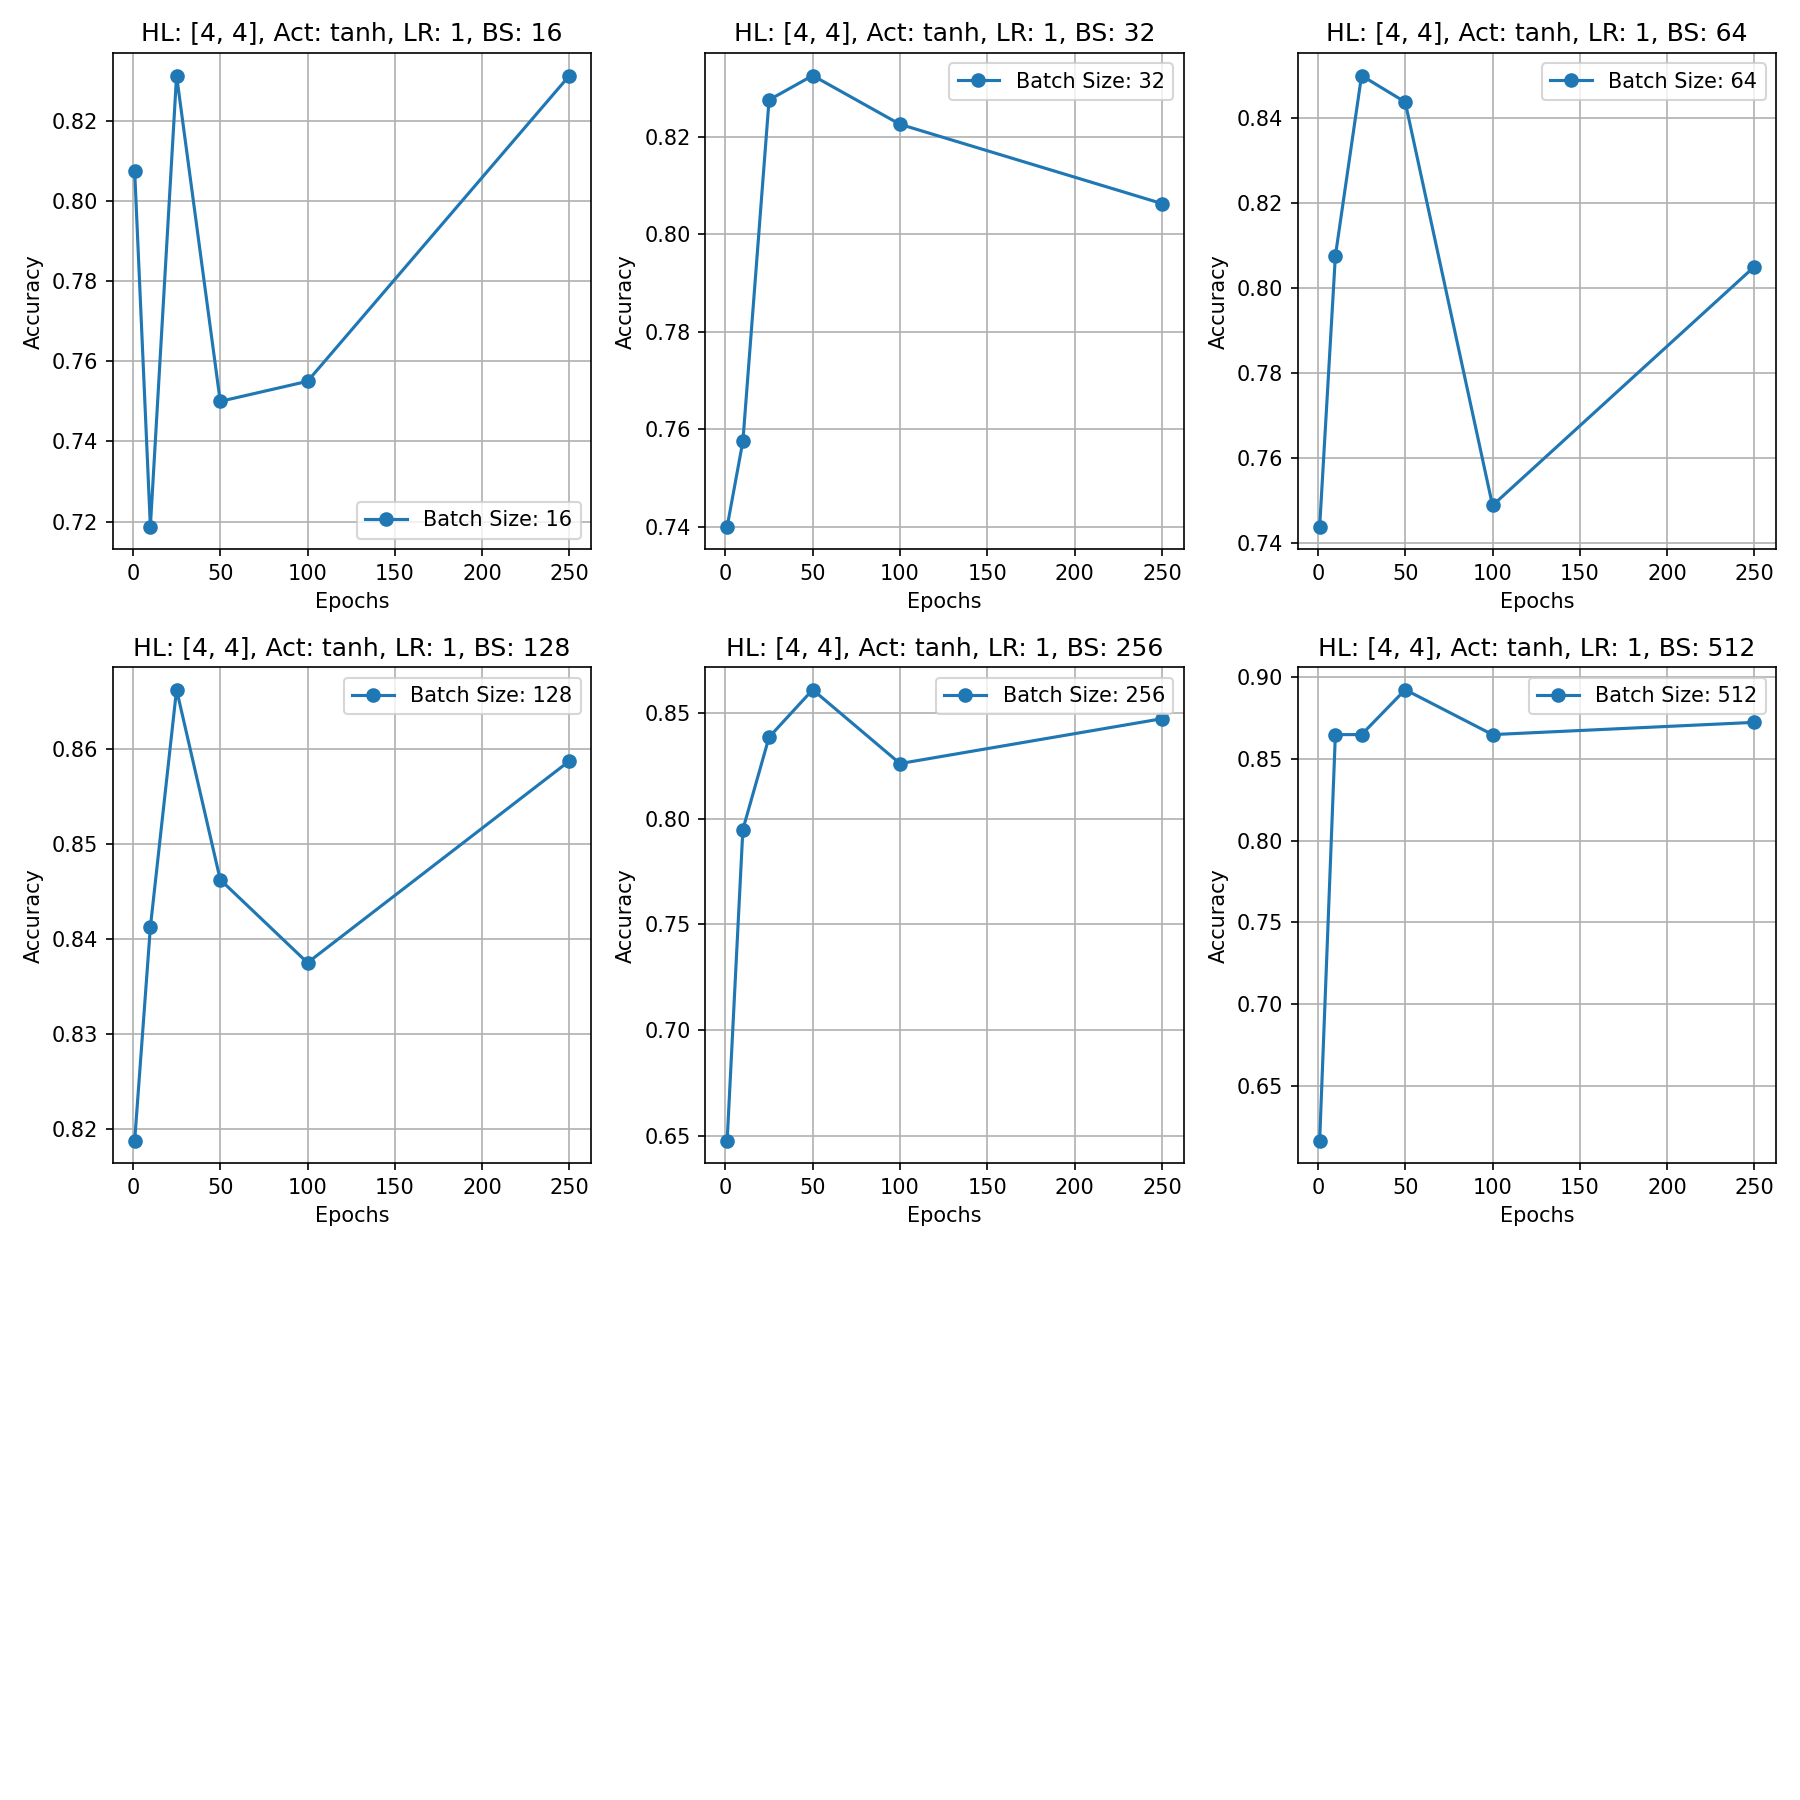 HL: [4, 4], Act: tanh, LR: 1, BS: 16
0.82
0.80
0.78
0.76
0.74
0.72
Accuracy
Batch Size: 16
0 50 100 150 200 250
Epochs
HL: [4, 4], Act: tanh, LR: 1, BS: 32
Batch Size: 32
0.82
0.80
0.78
0.76
0.74
Accuracy
0 50 100 150 200 250
Epochs
HL: [4, 4], Act: tanh, LR: 1, BS: 64
Batch Size: 64
0.84
0.82
0.80
0.78
0.76
0.74
Accuracy
0 50 100 150 200 250
Epochs
HL: [4, 4], Act: tanh, LR: 1, BS: 128
Batch Size: 128
0.86
0.85
0.84
0.83
0.82
Accuracy
0 50 100 150 200 250
Epochs
HL: [4, 4], Act: tanh, LR: 1, BS: 256
Batch Size: 256
0.85
0.80
0.75
0.70
0.65
Accuracy
0 50 100 150 200 250
Epochs
HL: [4, 4], Act: tanh, LR: 1, BS: 512
Batch Size: 512
0.90
0.85
0.80
0.75
0.70
0.65
Accuracy
0 50 100 150 200 250
Epochs